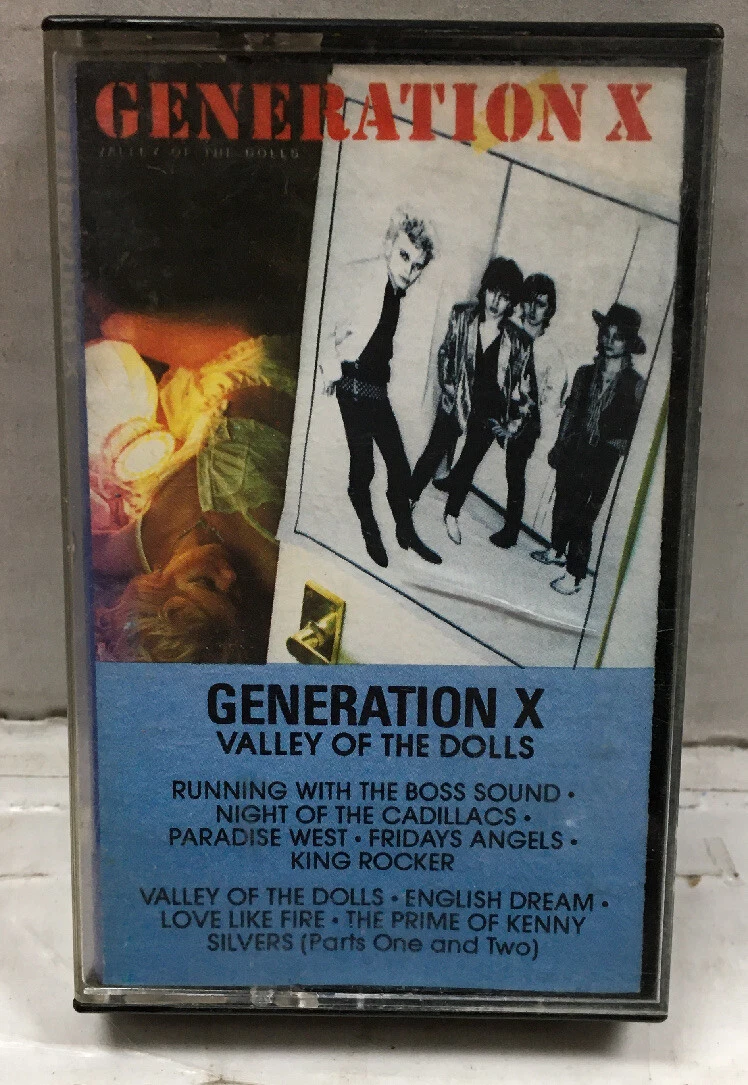 GENERATION X
VALLEY OF THE DOLLS
GENERATION X
VALLEY OF THE DOLLS
RUNNING WITH THE BOSS SOUND •
NIGHT OF THE CADILLACS •
PARADISE WEST • FRIDAYS ANGELS •
KING ROCKER
VALLEY OF THE DOLLS • ENGLISH DREAM •
LOVE LIKE FIRE • THE PRIME OF KENNY
SILVERS (Parts One and Two)